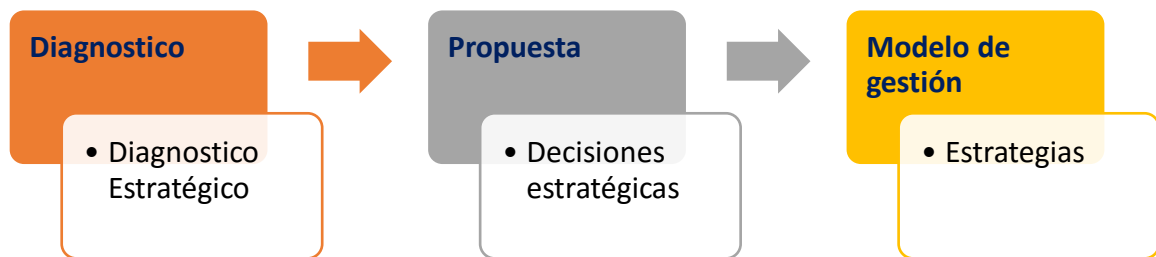 Diagnostico
• Diagnostico
Estratégico
Propuesta
• Decisiones
estratégicas
Modelo de
gestión
• Estrategias